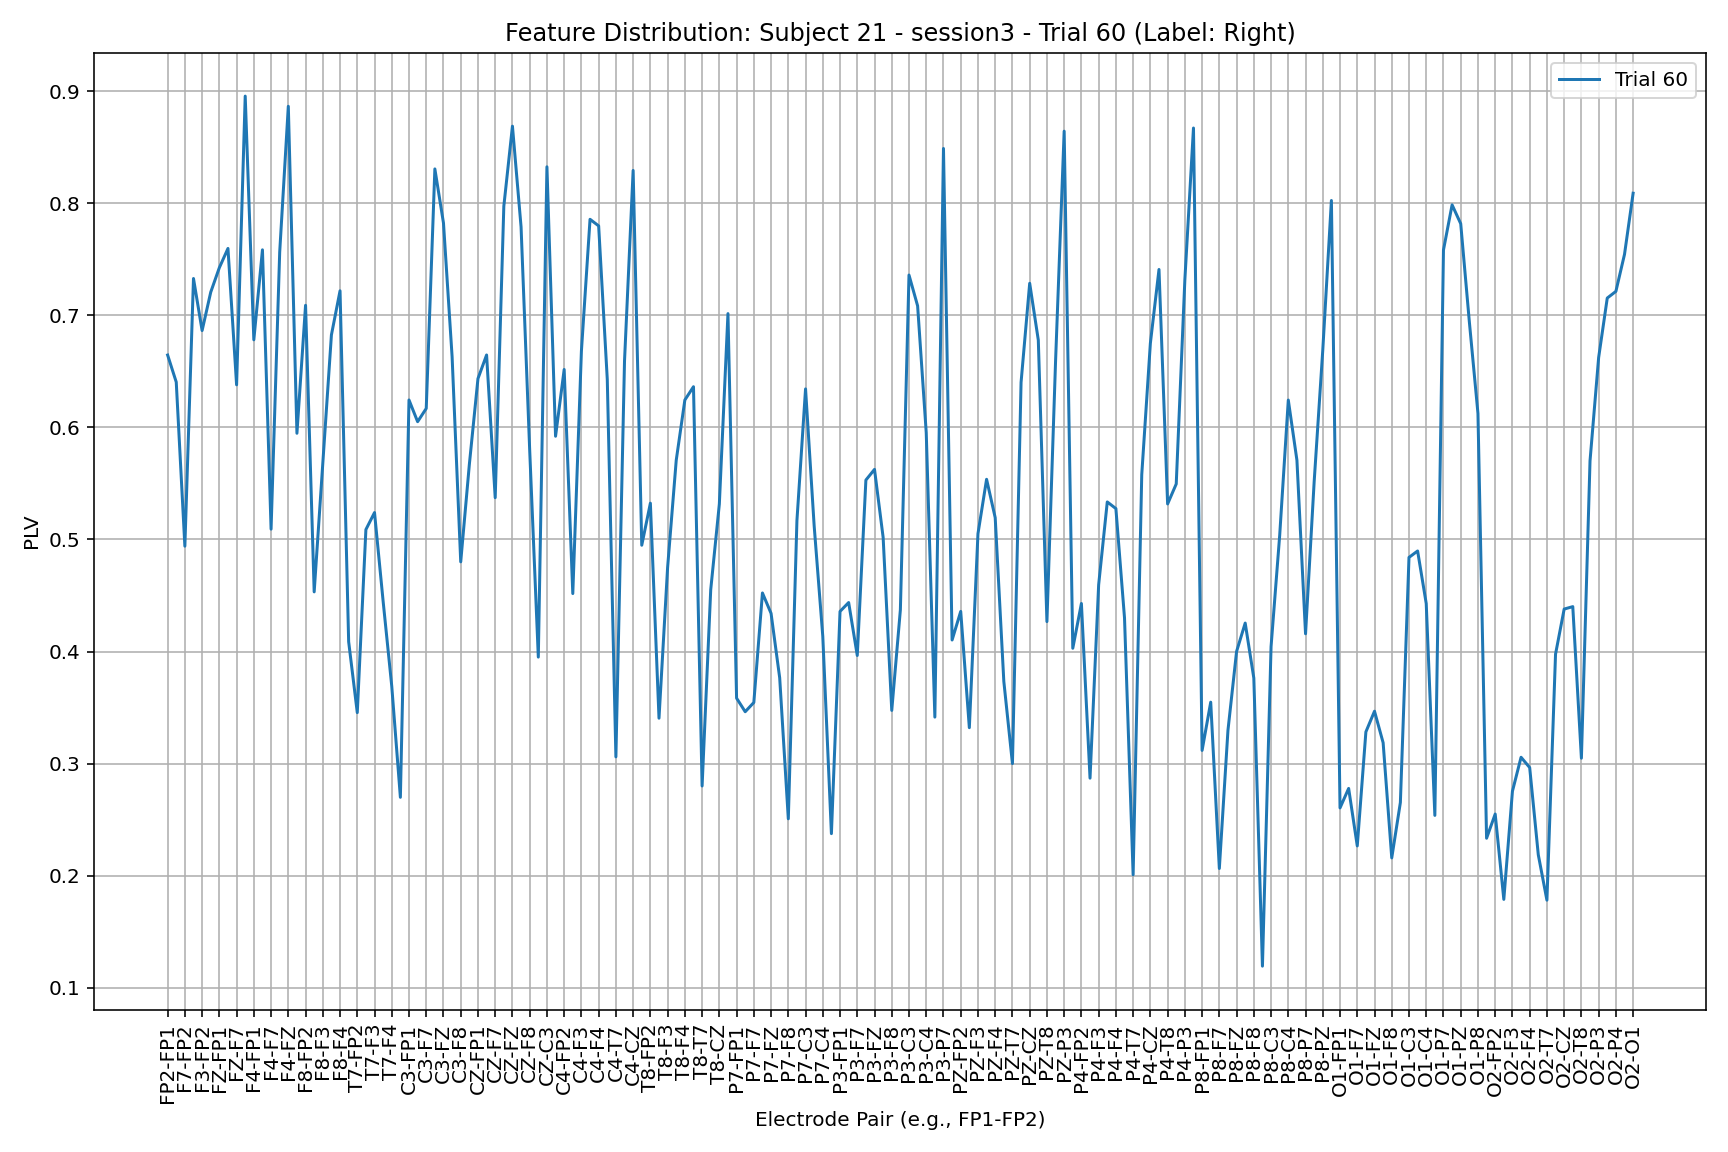 Feature Distribution: Subject 21 - session3 - Trial 60 (Label: Right)
Trial 60
0.9
0.8
0.7
0.6
0.5
0.4
0.3
0.2
0.1
PLV
FP2-FP1
F7-FP2
F3-FP2
FZ-FP1
FZ-F7
F4-FP1
F4-F7
F4-FZ
F8-FP2
F8-F3
F8-F4
T7-FP2
T7-F3
T7-F4
C3-FP1
C3-F7
C3-FZ
C3-F8
CZ-FP1
CZ-F7
CZ-FZ
CZ-F8
CZ-C3
C4-FP2
C4-F3
C4-F4
C4-T7
C4-CZ
T8-FP2
T8-F3
T8-F4
T8-T7
T8-CZ
P7-FP1
P7-F7
P7-FZ
P7-F8
P7-C3
P7-C4
P3-FP1
P3-F7
P3-FZ
P3-F8
P3-C3
P3-C4
P3-P7
PZ-FP2
PZ-F3
PZ-F4
PZ-T7
PZ-CZ
PZ-T8
PZ-P3
P4-FP2
P4-F3
P4-F4
P4-T7
P4-CZ
P4-T8
P4-P3
P8-FP1
P8-F7
P8-FZ
P8-F8
P8-C3
P8-C4
P8-P7
P8-PZ
O1-FP1
O1-F7
O1-FZ
O1-F8
O1-C3
O1-C4
O1-P7
O1-PZ
O1-P8
O2-FP2
O2-F3
O2-F4
O2-T7
O2-CZ
O2-T8
O2-P3
O2-P4
O2-O1
Electrode Pair (e.g., FP1-FP2)